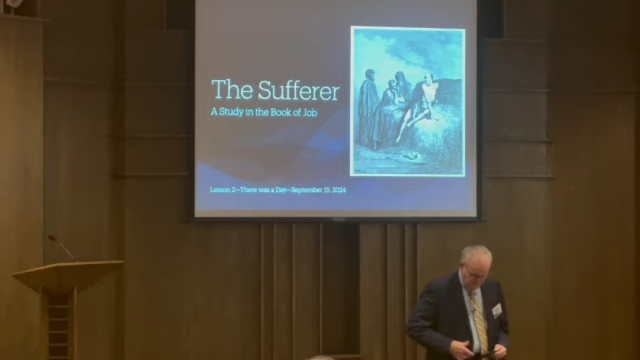 The Sufferer
A Study in the Book of Job
Lesson 2—There was a Day—September 15, 2024